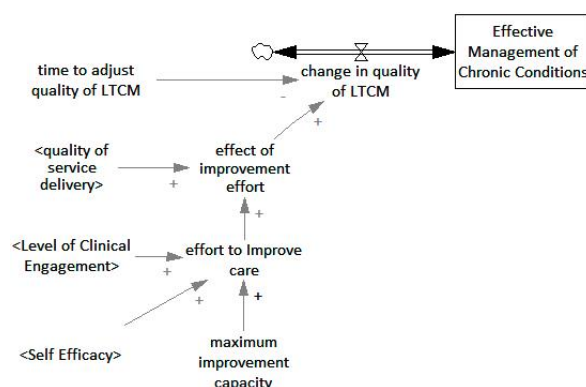 Effective
Management of
Chronic Conditions
time to adjust
quality of LTCM
change in quality
of LTCM
-
+
<quality of
service
delivery>
effect of
improvement
effort
+
+
<Level of Clinical
Engagement>
effort to Improve
care
+
+
+
<Self Efficacy>
maximum
improvement
capacity